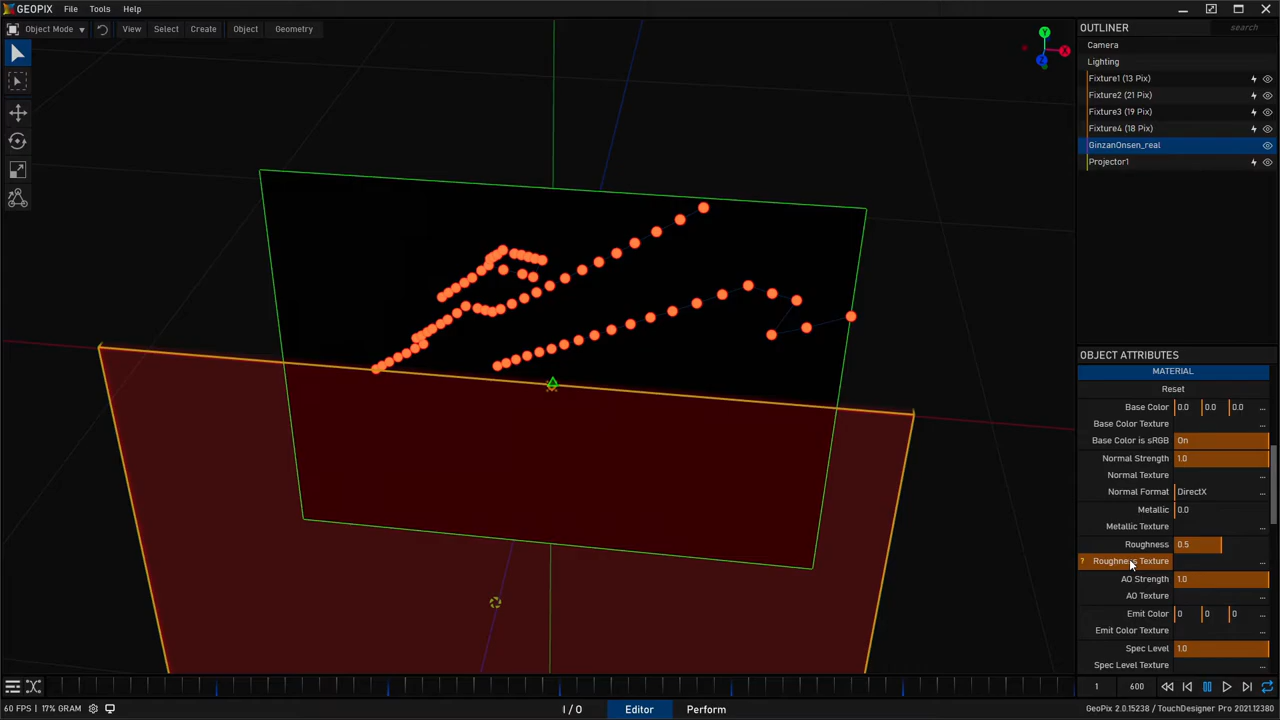 GEOPIX
File Tools Help
Object Mode View Select Create Object Geometry
Y
X
Z
OUTLINER
search
Camera
Lighting
Fixture1 (13 Pix)
Fixture2 (21 Pix)
Fixture3 (19 Pix)
Fixture4 (18 Pix)
GinzanOnsen_real
Projector1
OBJECT ATTRIBUTES
MATERIAL
Reset
Base Color 0.0 0.0 0.0
Base Color Texture ...
Base Color is sRGB On
Normal Strength 1.0
Normal Texture ...
Normal Format DirectX
Metallic 0.0
Metallic Texture ...
Roughness 0.5
? Roughness Texture ...
AO Strength 1.0
AO Texture ...
Emit Color 0 0 0
Emit Color Texture ...
Spec Level 1.0
Spec Level Texture ...
1 600
60 FPS | 17% GRAM
I / O Editor Perform
GeoPix 2.0.15238 / TouchDesigner Pro 2021.12380